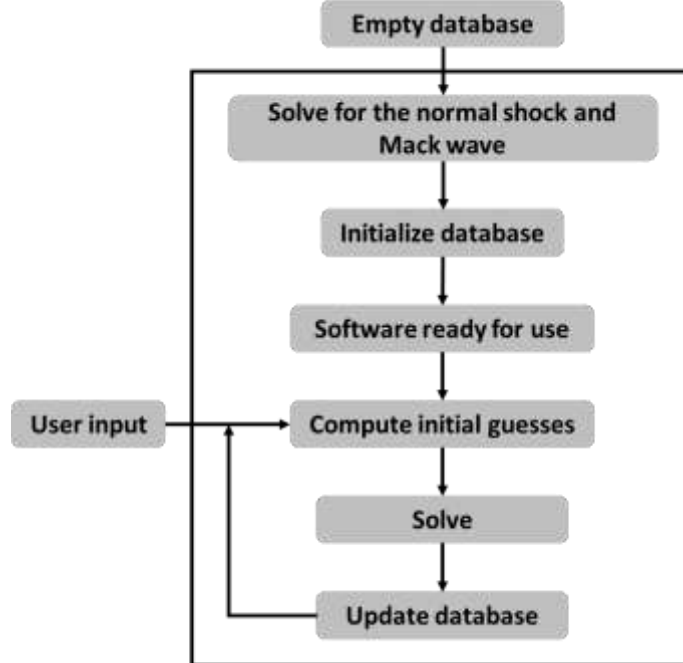 Empty database
Solve for the normal shock and
Mack wave
Initialize database
Software ready for use
User input
Compute initial guesses
Solve
Update database